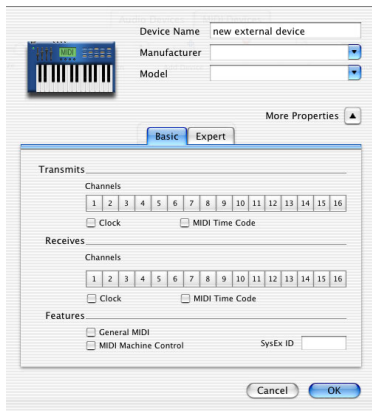 Device Name new external device
Manufacturer
MIDI
Model
More Properties
Basic Expert
Transmits
Channels
1 2 3 4 5 6 7 8 9 10 11 12 13 14 15 16
Clock MIDI Time Code
Receives
Channels
1 2 3 4 5 6 7 8 9 10 11 12 13 14 15 16
Clock MIDI Time Code
Features
General MIDI
MIDI Machine Control SysEx ID
Cancel OK